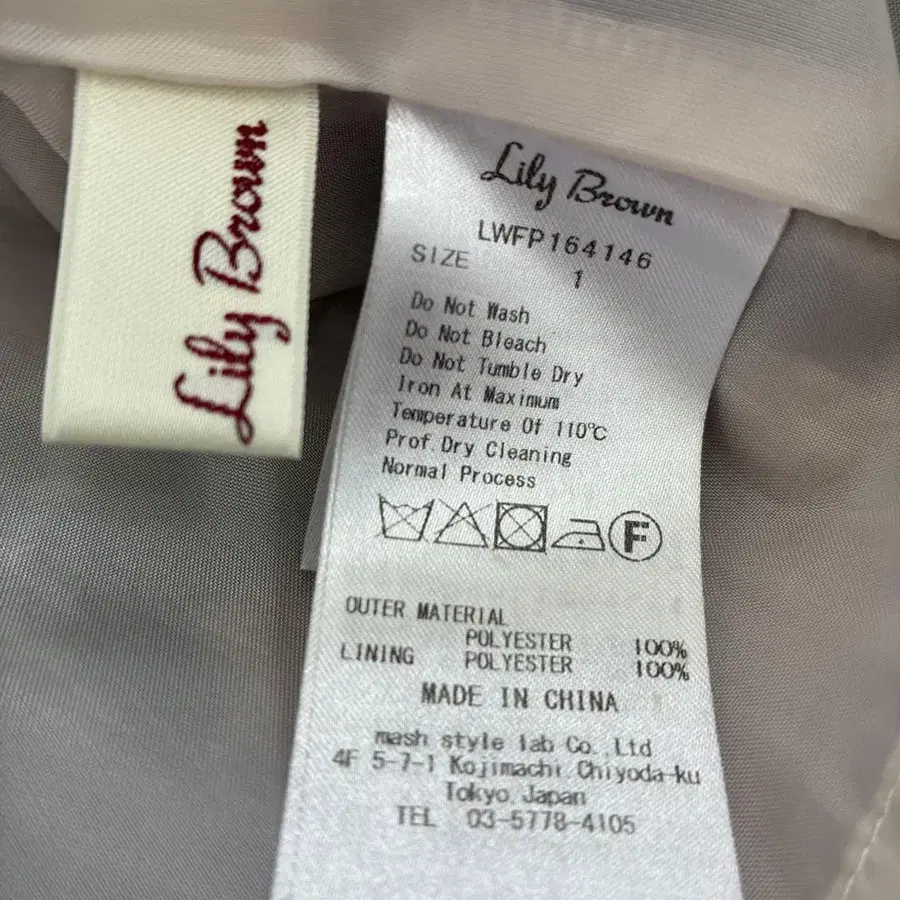 Lily Brown
Lily Brown
LWFP164146
SIZE 1
Do Not Wash
Do Not Bleach
Do Not Tumble Dry
Iron At Maximum
Temperature Of 110℃
Prof. Dry Cleaning
Normal Process
F
OUTER MATERIAL
POLYESTER 100%
LINING POLYESTER 100%
MADE IN CHINA
mash style lab Co.,Ltd
4F 5-7-1 Kojimachi Chiyoda-ku
Tokyo Japan
TEL 03-5778-4105